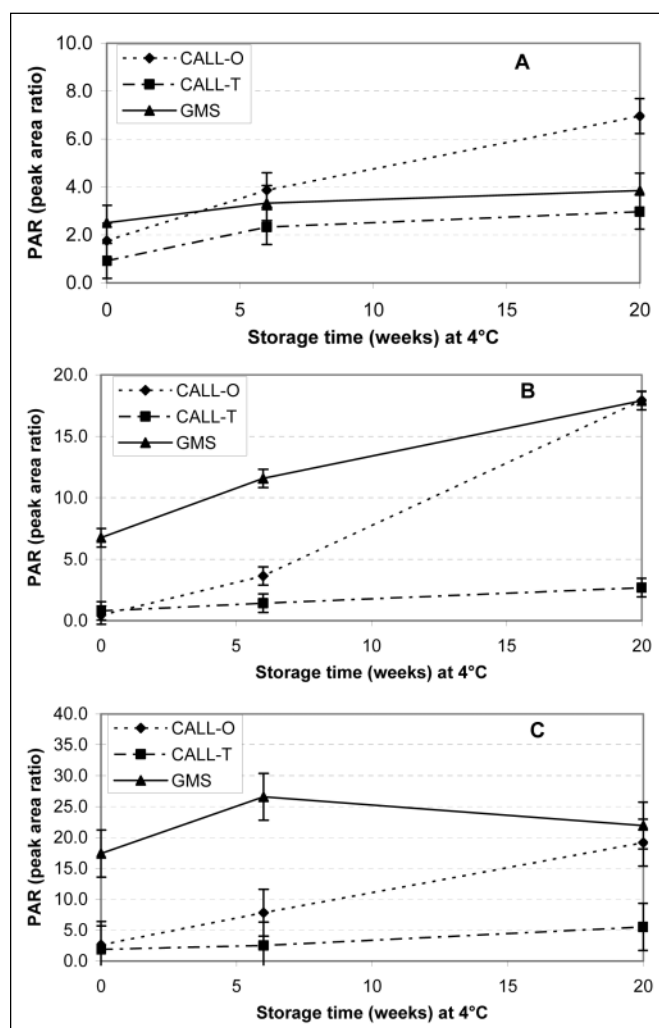 10.0
8.0
6.0
4.0
2.0
0.0
PAR (peak area ratio)
CALL-O
CALL-T
GMS
A
0 5 10 15 20
Storage time (weeks) at 4°C
20.0
15.0
10.0
5.0
0.0
PAR (peak area ratio)
CALL-O
CALL-T
GMS
B
0 5 10 15 20
Storage time (weeks) at 4°C
40.0
35.0
30.0
25.0
20.0
15.0
10.0
5.0
0.0
PAR (peak area ratio)
CALL-O
CALL-T
GMS
C
0 5 10 15 20
Storage time (weeks) at 4°C